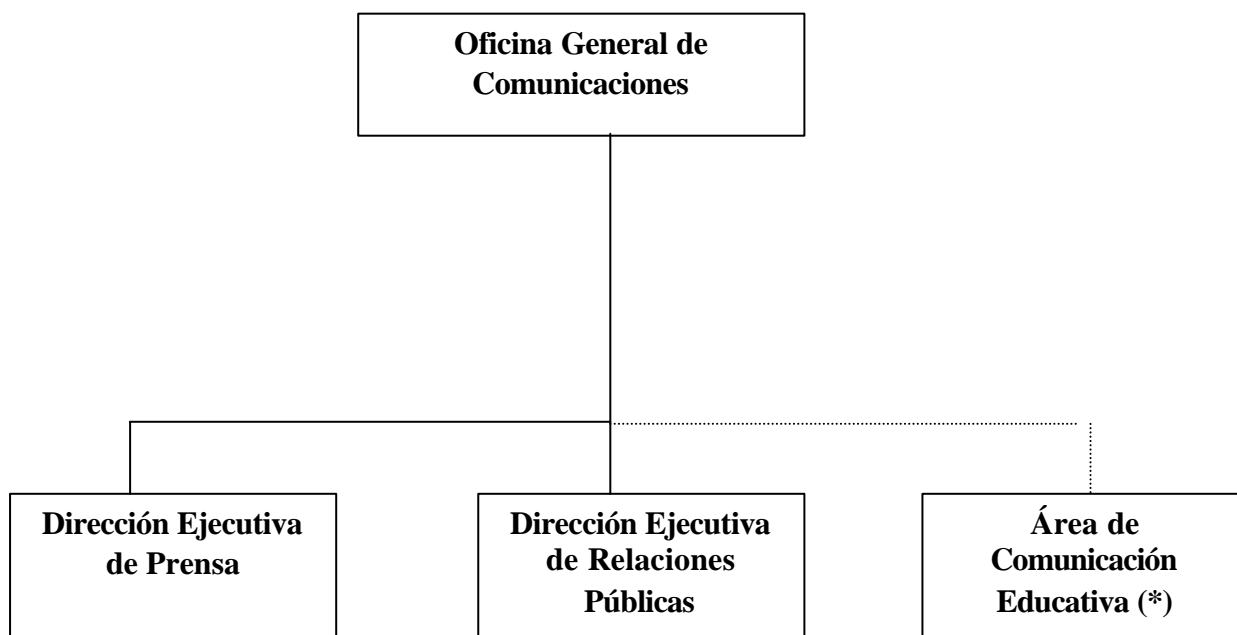 Oficina General de
Comunicaciones
Dirección Ejecutiva
de Prensa
Dirección Ejecutiva
de Relaciones
Públicas
Área de
Comunicación
Educativa (*)